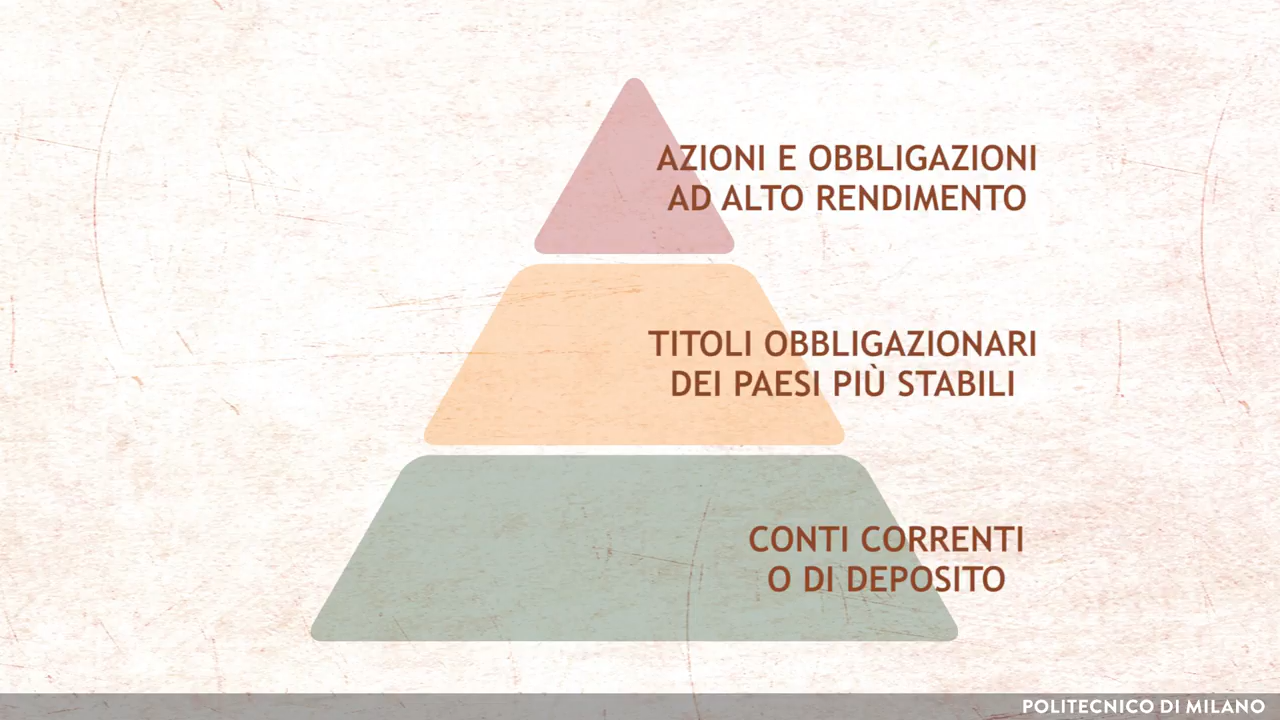 AZIONI E OBBLIGAZIONI
AD ALTO RENDIMENTO
TITOLI OBBLIGAZIONARI
DEI PAESI PIÙ STABILI
CONTI CORRENTI
O DI DEPOSITO
POLITECNICO DI MILANO